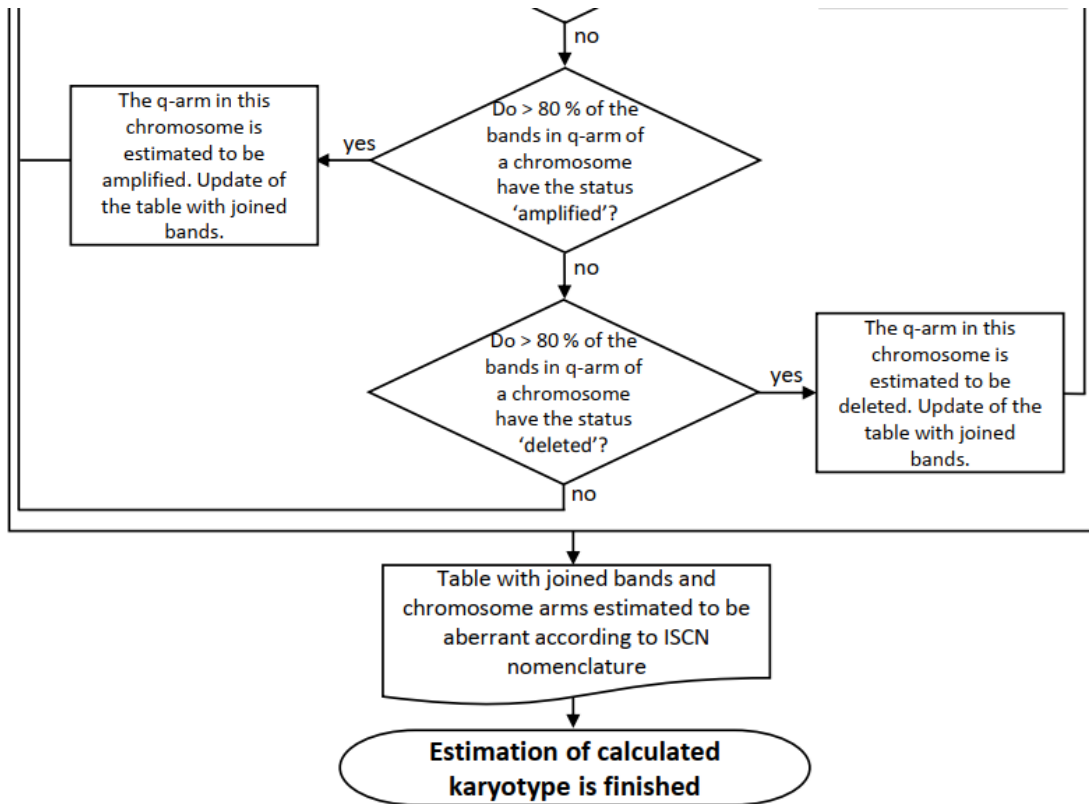 no
Do > 80 % of the
bands in q-arm of
a chromosome
have the status
‘amplified’?
yes
The q-arm in this
chromosome is
estimated to be
amplified. Update of
the table with joined
bands.
no
Do > 80 % of the
bands in q-arm of
a chromosome
have the status
‘deleted’?
yes
The q-arm in this
chromosome is
estimated to be
deleted. Update of the
table with joined
bands.
no
Table with joined bands and
chromosome arms estimated to be
aberrant according to ISCN
nomenclature
Estimation of calculated
karyotype is finished